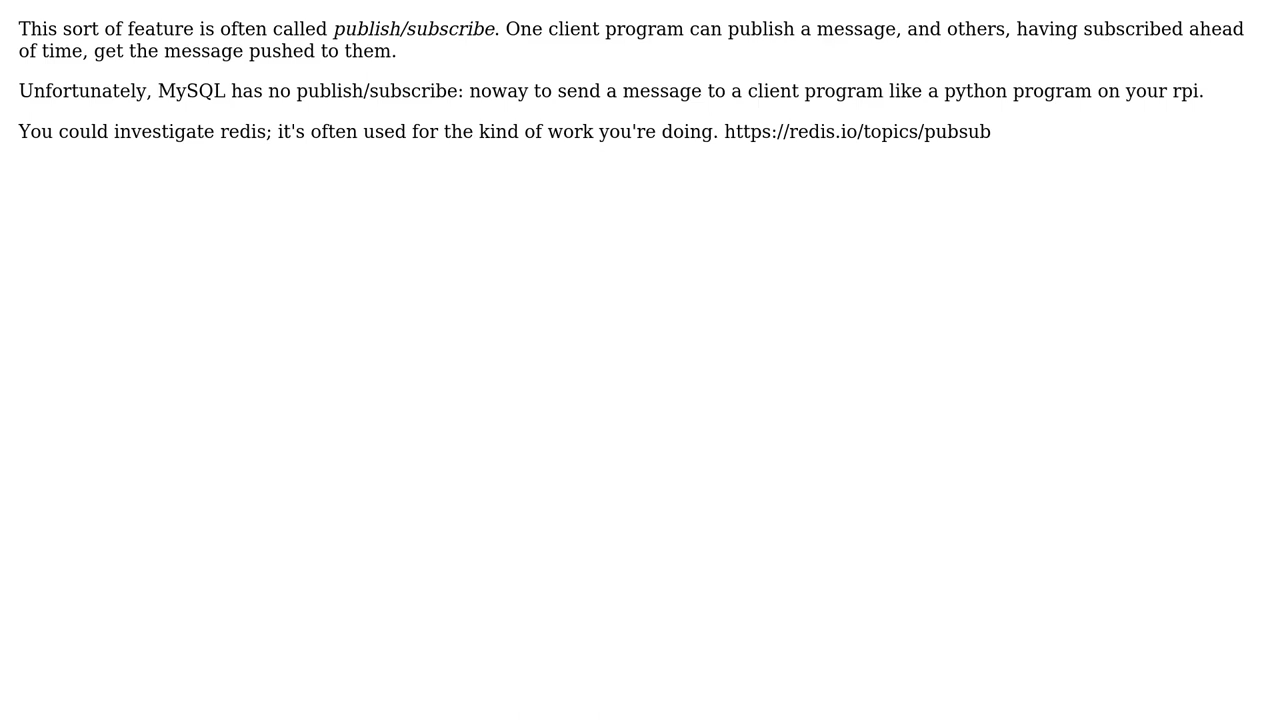 This sort of feature is often called publish/subscribe. One client program can publish a message, and others, having subscribed ahead
of time, get the message pushed to them.
Unfortunately, MySQL has no publish/subscribe: noway to send a message to a client program like a python program on your rpi.
You could investigate redis; it's often used for the kind of work you're doing. https://redis.io/topics/pubsub